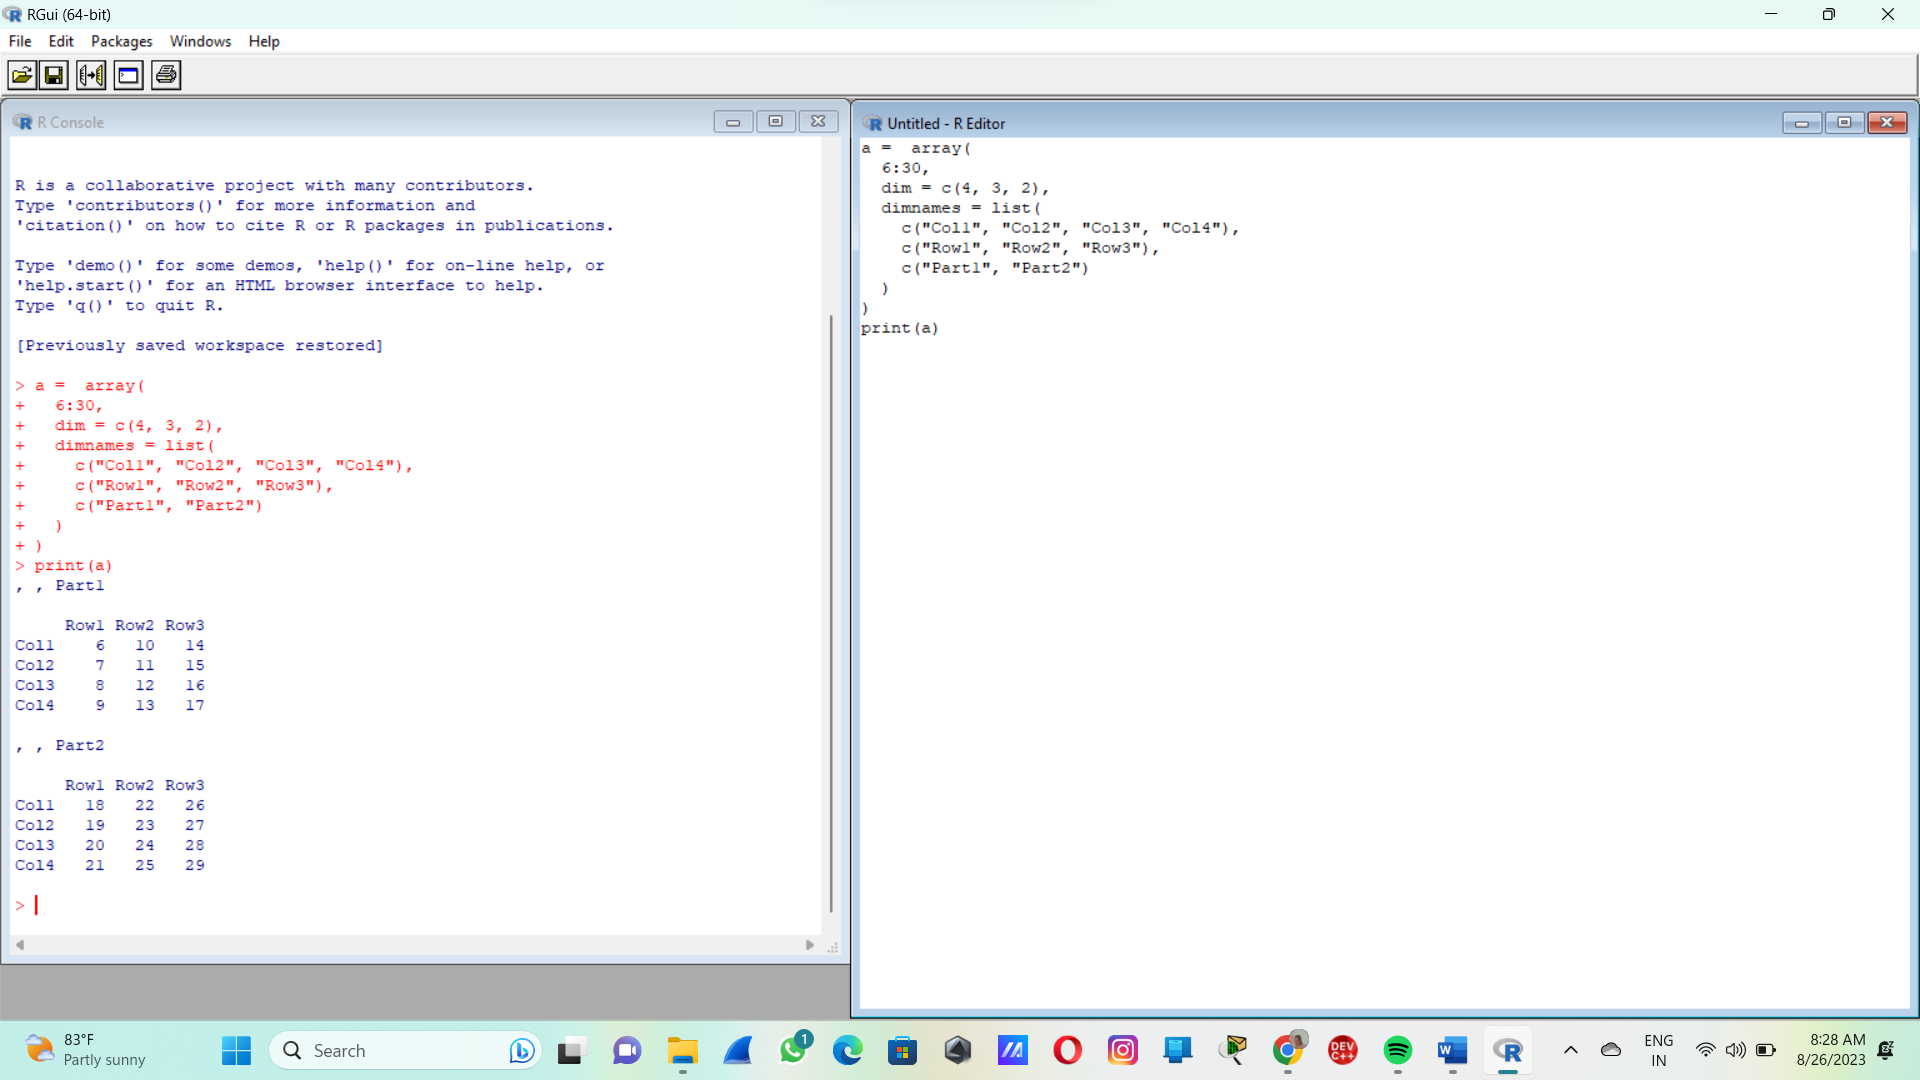 RGui (64-bit)
File Edit Packages Windows Help
R Console
R is a collaborative project with many contributors.
Type 'contributors()' for more information and
'citation()' on how to cite R or R packages in publications.
Type 'demo()' for some demos, 'help()' for on-line help, or
'help.start()' for an HTML browser interface to help.
Type 'q()' to quit R.
[Previously saved workspace restored]
> a =  array(
+   6:30,
+   dim = c(4, 3, 2),
+   dimnames = list(
+     c("Col1", "Col2", "Col3", "Col4"),
+     c("Row1", "Row2", "Row3"),
+     c("Part1", "Part2")
+   )
+ )
> print(a)
, , Part1
     Row1 Row2 Row3
Col1    6   10   14
Col2    7   11   15
Col3    8   12   16
Col4    9   13   17
, , Part2
     Row1 Row2 Row3
Col1   18   22   26
Col2   19   23   27
Col3   20   24   28
Col4   21   25   29
>
Untitled - R Editor
a =  array(
  6:30,
  dim = c(4, 3, 2),
  dimnames = list(
    c("Col1", "Col2", "Col3", "Col4"),
    c("Row1", "Row2", "Row3"),
    c("Part1", "Part2")
  )
)
print(a)
83°F
Partly sunny
Search
1
DEV C++
W
R
ENG
IN
8:28 AM
8/26/2023